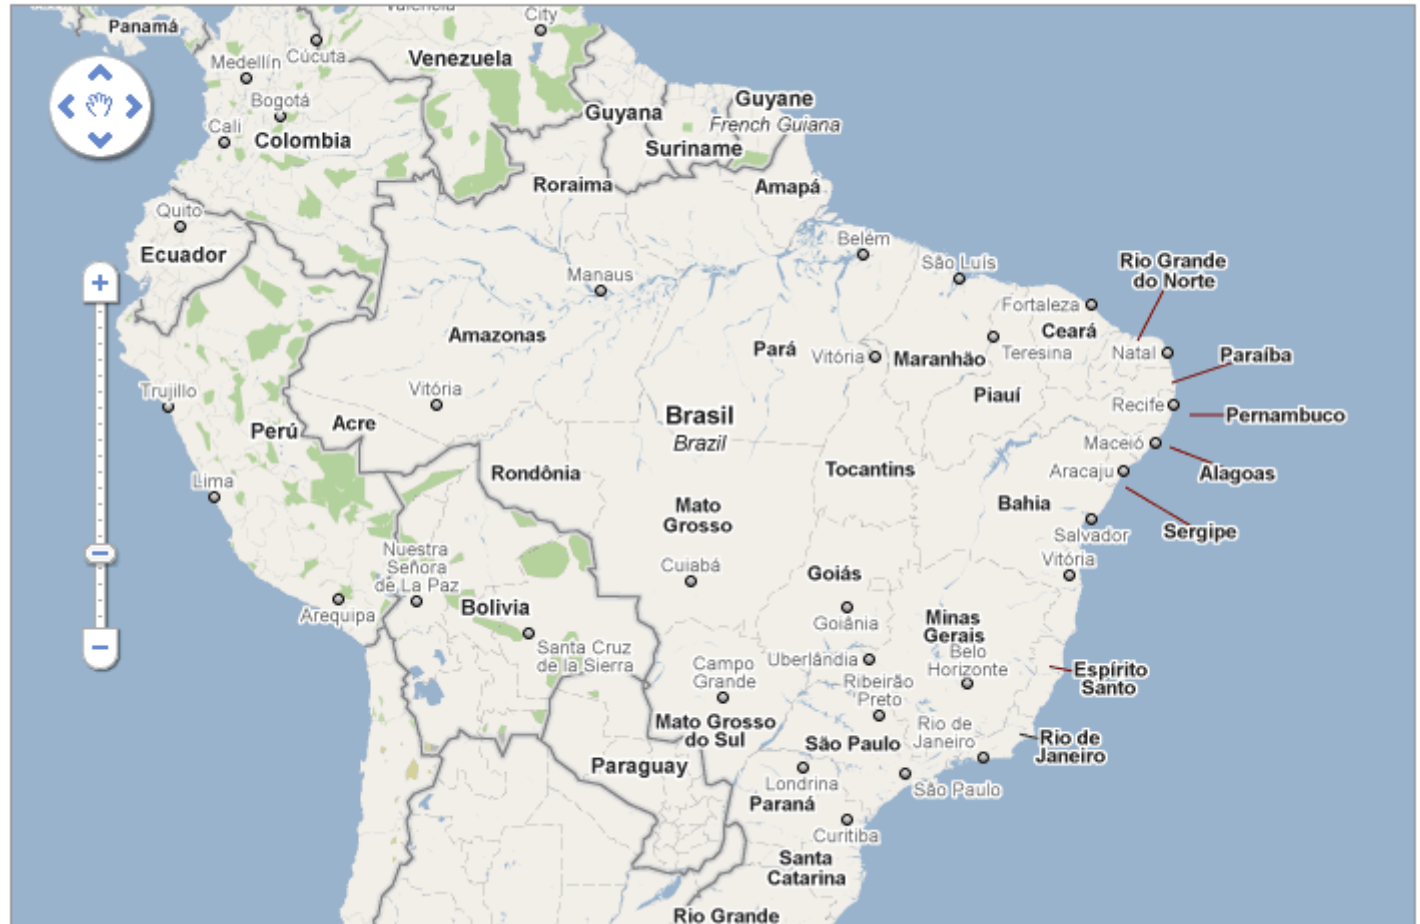 City
Panamá
Cúcuta
Medellín
Venezuela
Bogotá
Guyane
French Guiana
Guyana
Cali
Colombia
Suriname
Roraima
Amapá
Quito
Ecuador
Belém
São Luís
Rio Grande
do Norte
Manaus
Fortaleza
Ceará
Amazonas
Pará
Vitória
Maranhão
Teresina
Natal
Paraíba
Trujillo
Vitória
Piauí
Recife
Pernambuco
Perú
Acre
Brasil
Brazil
Maceió
Alagoas
Lima
Rondônia
Tocantins
Aracaju
Mato
Grosso
Bahia
Salvador
Sergipe
Nuestra
Señora
de La Paz
Cuiabá
Goiás
Vitória
Arequipa
Bolivia
Goiânia
Minas
Gerais
Santa Cruz
de la Sierra
Campo
Grande
Uberlândia
Belo
Horizonte
Espírito
Santo
Ribeirão
Preto
Mato Grosso
do Sul
São Paulo
Rio de
Janeiro
Rio de
Janeiro
Paraguay
Londrina
São Paulo
Paraná
Curitiba
Santa
Catarina
Rio Grande